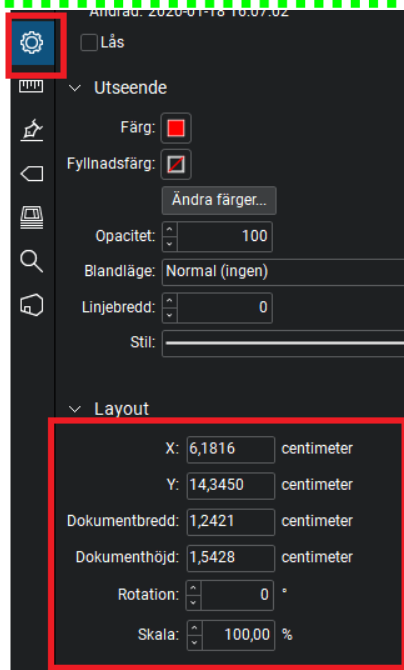 Ändrad: 2020-01-18 16:07:02
Lås
Utseende
Färg:
Fyllnadsfärg:
Ändra färger...
Opacitet: 100
Blandläge: Normal (ingen)
Linjebredd: 0
Stil:
Layout
X: 6,1816 centimeter
Y: 14,3450 centimeter
Dokumentbredd: 1,2421 centimeter
Dokumenthöjd: 1,5428 centimeter
Rotation: 0 °
Skala: 100,00 %